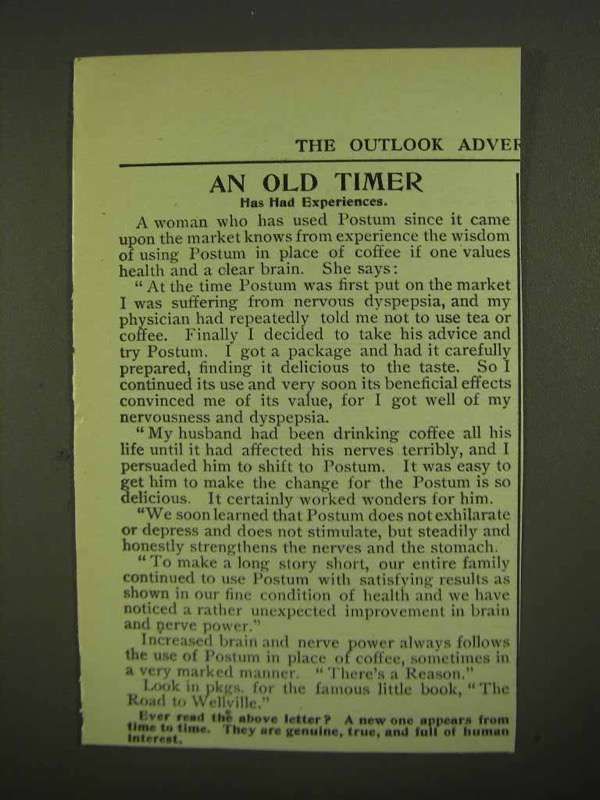 THE OUTLOOK ADVER
AN OLD TIMER
Has Had Experiences.
A woman who has used Postum since it came
upon the market knows from experience the wisdom
of using Postum in place of coffee if one values
health and a clear brain. She says:
"At the time Postum was first put on the market
I was suffering from nervous dyspepsia, and my
physician had repeatedly told me not to use tea or
coffee. Finally I decided to take his advice and
try Postum. I got a package and had it carefully
prepared, finding it delicious to the taste. So I
continued its use and very soon its beneficial effects
convinced me of its value, for I got well of my
nervousness and dyspepsia.
"My husband had been drinking coffee all his
life until it had affected his nerves terribly, and I
persuaded him to shift to Postum. It was easy to
get him to make the change for the Postum is so
delicious. It certainly worked wonders for him.
"We soon learned that Postum does not exhilarate
or depress and does not stimulate, but steadily and
honestly strengthens the nerves and the stomach.
"To make a long story short, our entire family
continued to use Postum with satisfying results as
shown in our fine condition of health and we have
noticed a rather unexpected improvement in brain
and nerve power."
Increased brain and nerve power always follows
the use of Postum in place of coffee, sometimes in
a very marked manner. "There's a Reason."
Look in pkgs. for the famous little book, "The
Road to Wellville."
Ever read the above letter? A new one appears from
time to time. They are genuine, true, and full of human
interest.